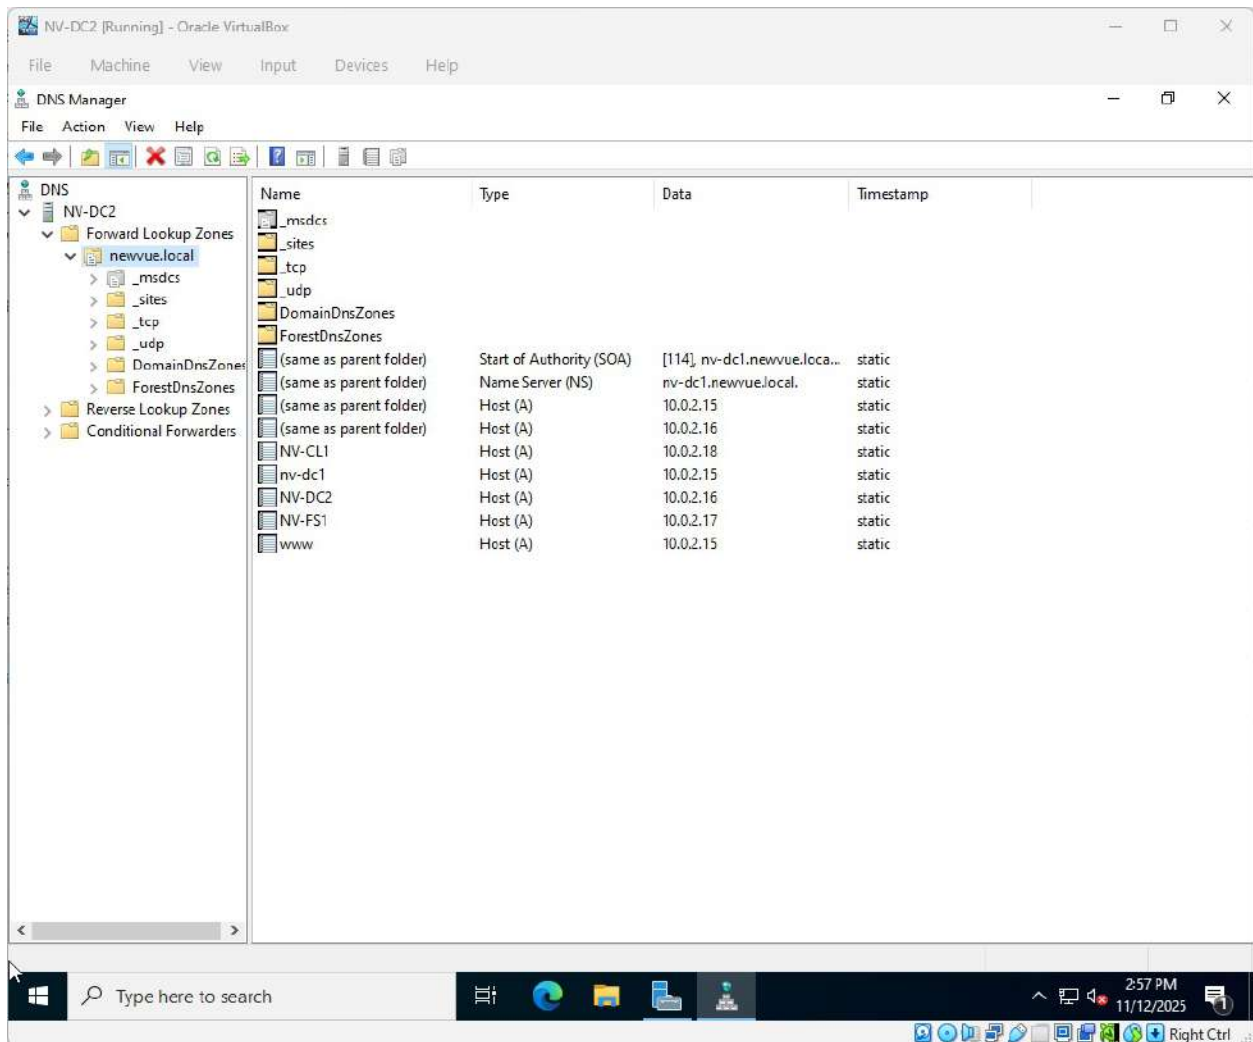 NV-DC2 [Running] - Oracle VirtualBox
File Machine View Input Devices Help
DNS Manager
File Action View Help
DNS
NV-DC2
Forward Lookup Zones
newvue.local
_msdcs
_sites
_tcp
_udp
DomainDnsZones
ForestDnsZones
Reverse Lookup Zones
Conditional Forwarders
Name Type Data Timestamp
_msdcs
_sites
_tcp
_udp
DomainDnsZones
ForestDnsZones
(same as parent folder) Start of Authority (SOA) [114], nv-dc1.newvue.loca... static
(same as parent folder) Name Server (NS) nv-dc1.newvue.local. static
(same as parent folder) Host (A) 10.0.2.15 static
(same as parent folder) Host (A) 10.0.2.16 static
NV-CL1 Host (A) 10.0.2.18 static
nv-dc1 Host (A) 10.0.2.15 static
NV-DC2 Host (A) 10.0.2.16 static
NV-FS1 Host (A) 10.0.2.17 static
www Host (A) 10.0.2.15 static
Type here to search
2:57 PM
11/12/2025
1
Right Ctrl